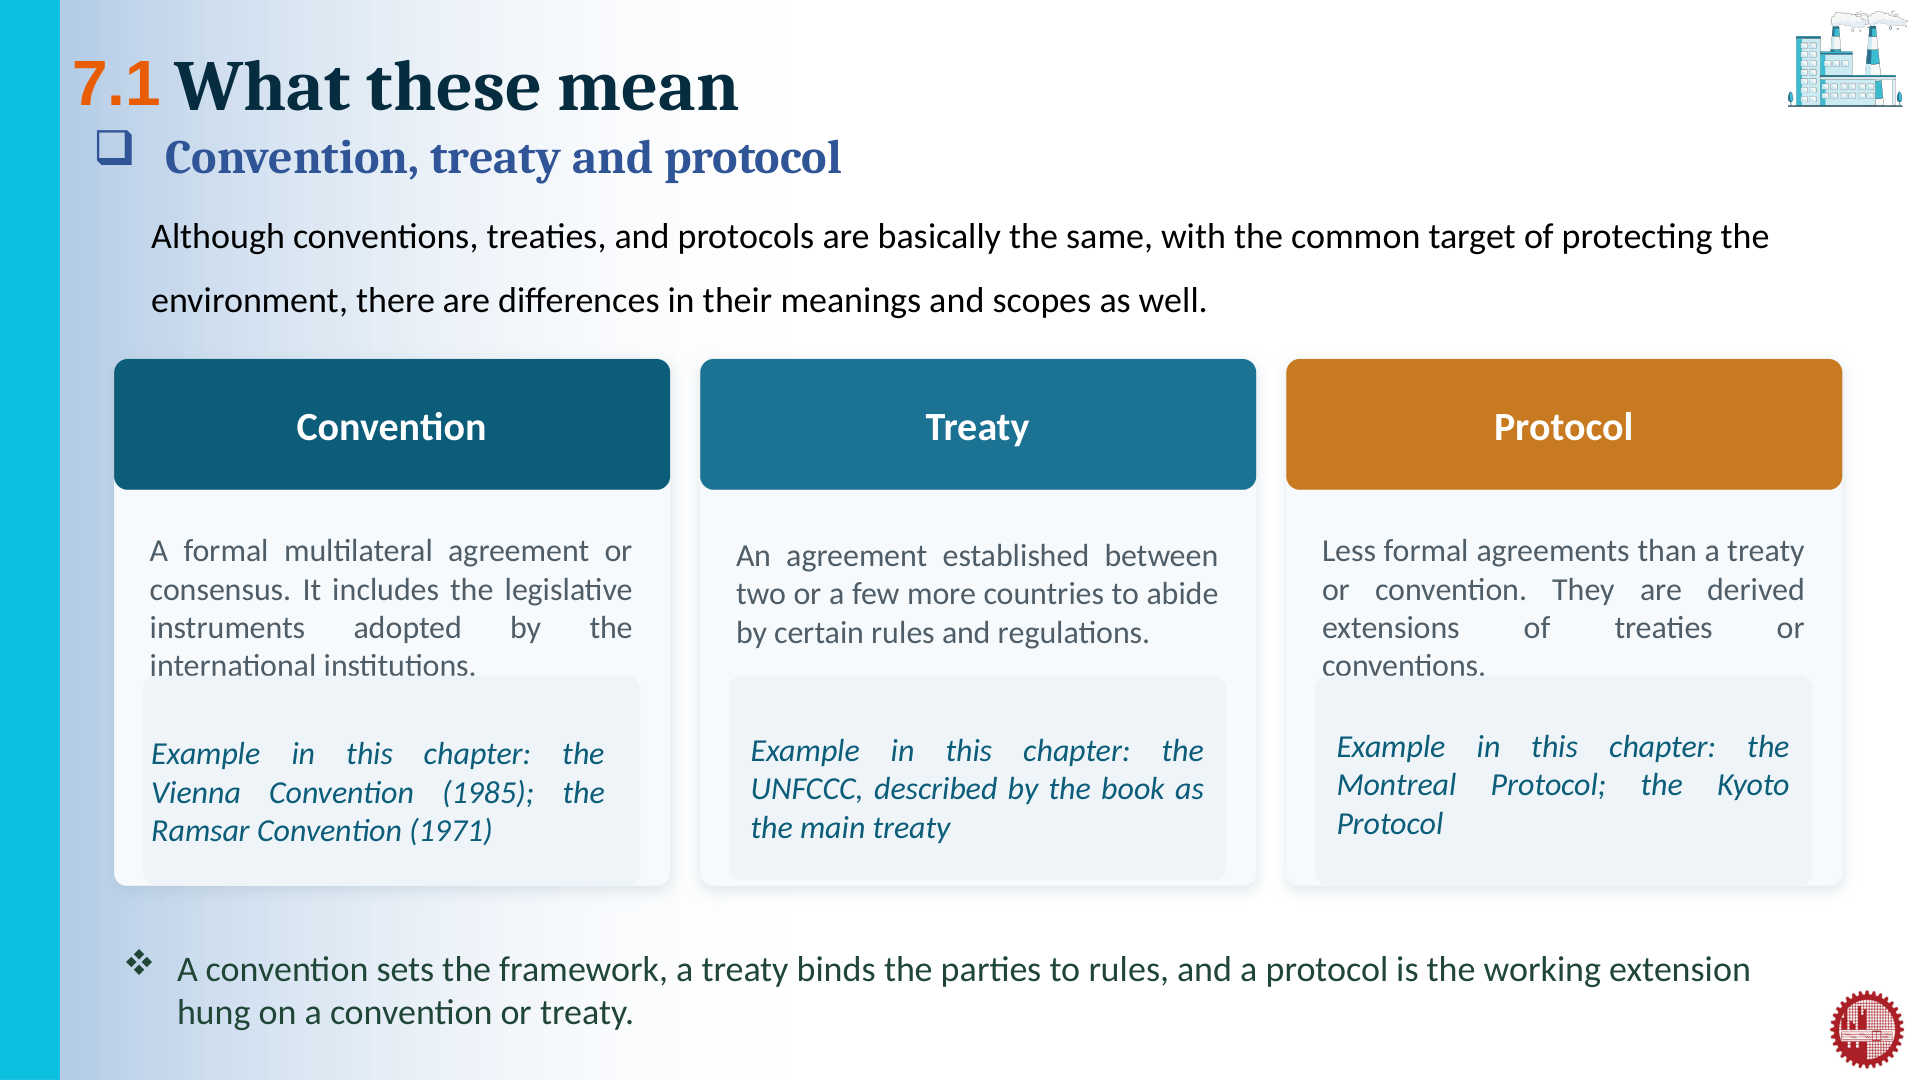 7.1 What these mean
Convention, treaty and protocol
Although conventions, treaties, and protocols are basically the same, with the common target of protecting the
environment, there are differences in their meanings and scopes as well.
Convention
A formal multilateral agreement or
consensus. It includes the legislative
instruments adopted by the
international institutions.
Example in this chapter: the
Vienna Convention (1985); the
Ramsar Convention (1971)
Treaty
An agreement established between
two or a few more countries to abide
by certain rules and regulations.
Example in this chapter: the
UNFCCC, described by the book as
the main treaty
Protocol
Less formal agreements than a treaty
or convention. They are derived
extensions of treaties or
conventions.
Example in this chapter: the
Montreal Protocol; the Kyoto
Protocol
A convention sets the framework, a treaty binds the parties to rules, and a protocol is the working extension
hung on a convention or treaty.